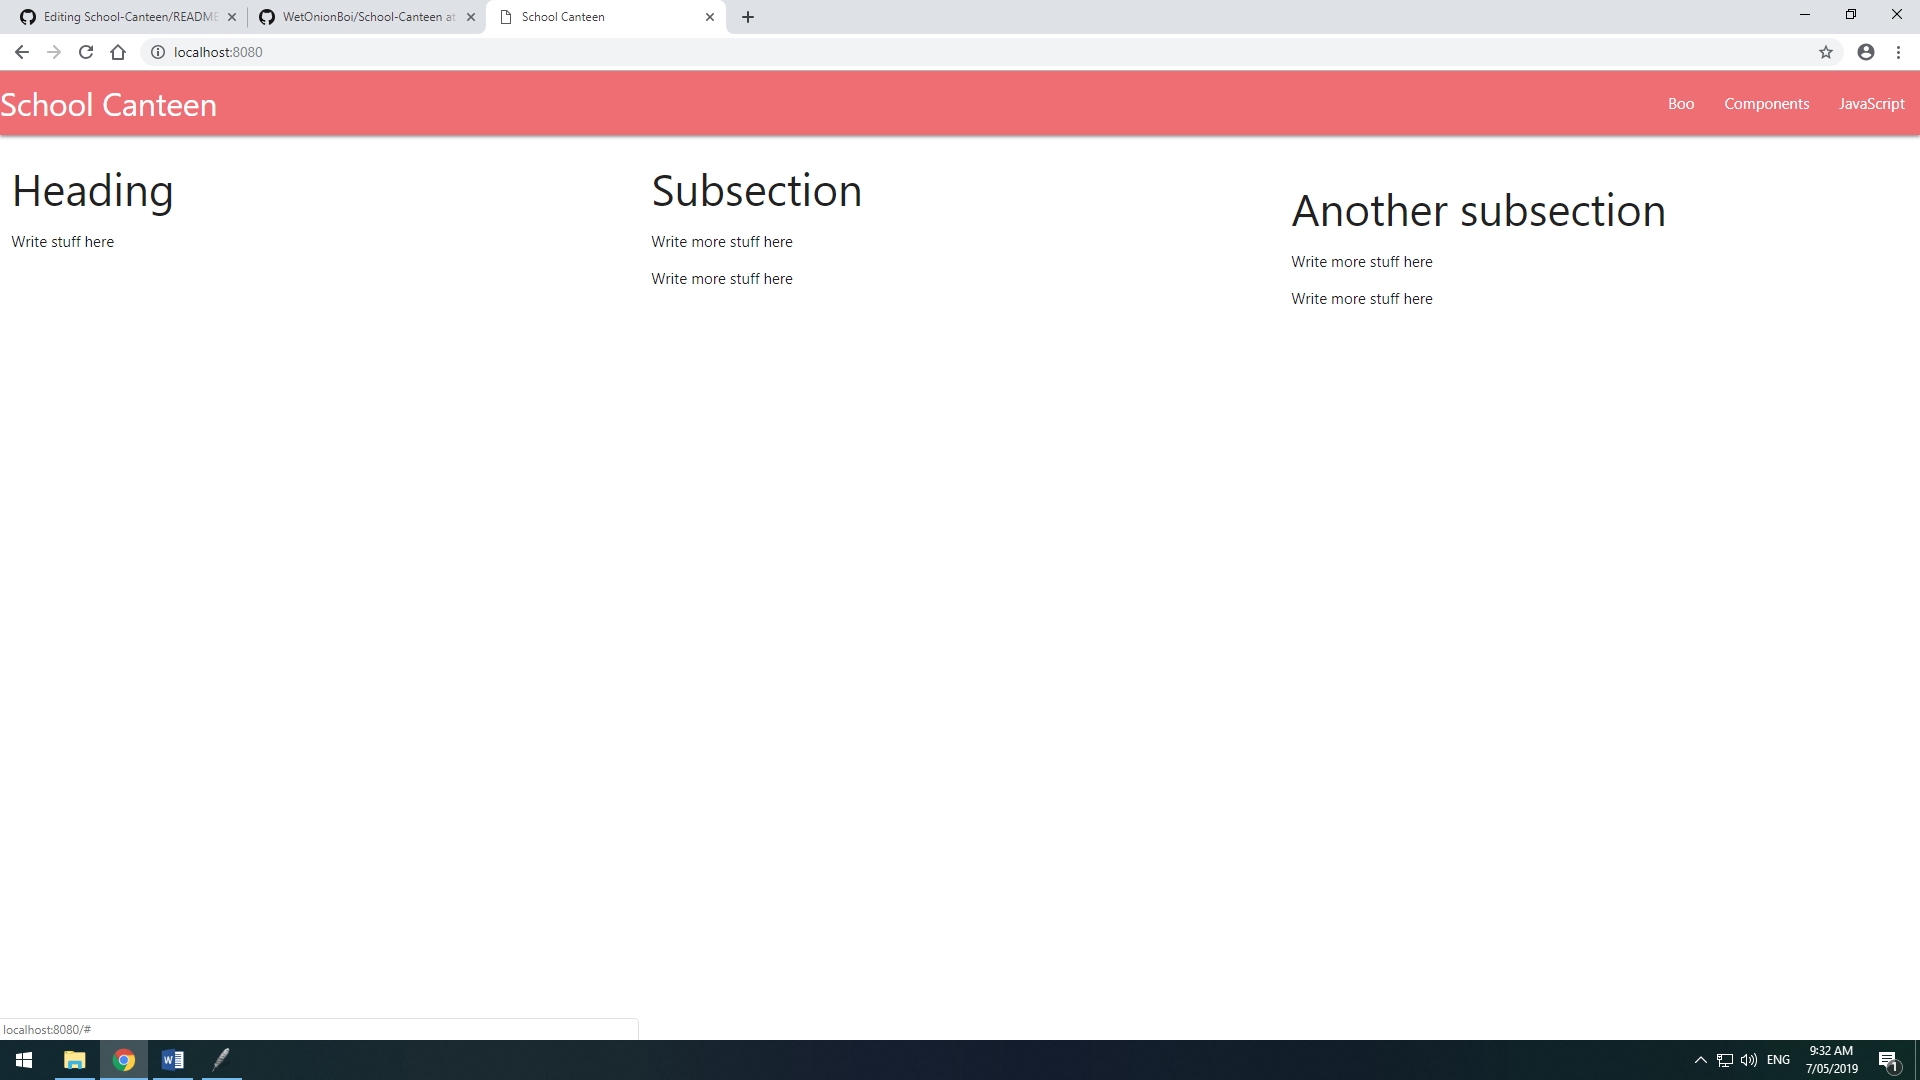 Editing School-Canteen/README
WetOnionBoi/School-Canteen at
School Canteen
localhost:8080
School Canteen
Boo
Components
JavaScript
Heading
Write stuff here
Subsection
Write more stuff here
Write more stuff here
Another subsection
Write more stuff here
Write more stuff here
localhost:8080/#
ENG
9:32 AM
7/05/2019
1